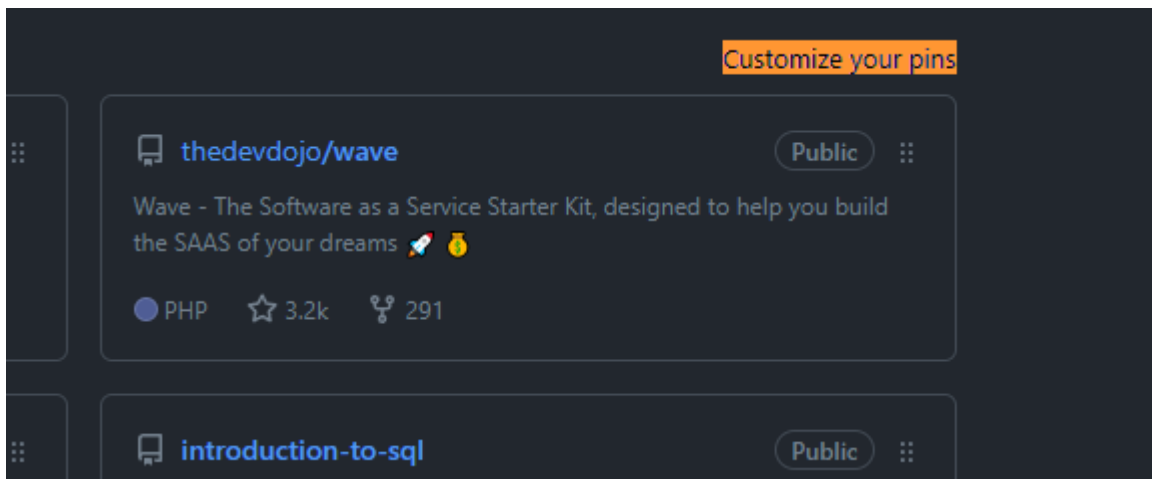 Customize your pins
thedevdojo/wave
Public
Wave - The Software as a Service Starter Kit, designed to help you build
the SAAS of your dreams 🚀 💰
PHP 3.2k 291
introduction-to-sql
Public